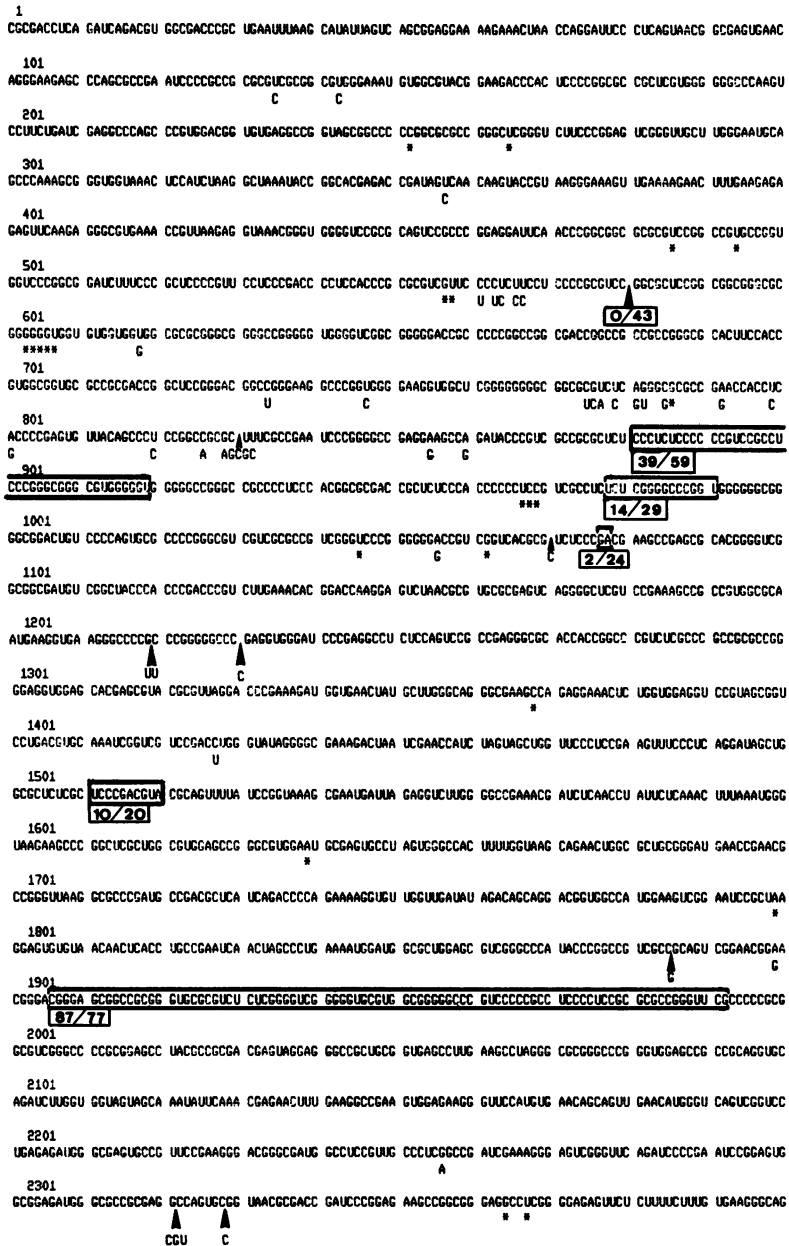 1
CGCGACCUCA GAUCAGACGU GGCGACCCGC UGAAUUUAAG CAUAUUAGUC AGCGGAGGAA AAGAAACUAA CCAGGAUUCC CUCAGUAACG GCGAGUGAAC
101
AGGGAAGAGC CCAGCGCCGA AUCCCCGCCG CGCGUCGCGG CGUGGGAAAU GUGGCGUACG GAAGACCCAC UCCCCGGCGC CGCUCGUGGG GGGCCCAAGU
C C
201
CCUUCUGAUC GAGGCCCAGC CCGUGGACGG UGUGAGGCCG GUAGCGGCCC CCGGCGCGCC GGGCUCGGGU CUUCCCGGAG UCGGGUUGCU UGGGAAUGCA
* *
301
GCCCAAAGCG GGUGGUAAAC UCCAUCUAAG GCUAAAUACC GGCACGAGAC CGAUAGUCAA CAAGUACCGU AAGGGAAAGU UGAAAAGAAC UUUGAAGAGA
C
401
GAGUUCAAGA GGGCGUGAAA CCGUUAAGAG GUAAACGGGU GGGGUCCGCG CAGUCCGCCC GGAGGAUUCA ACCCGGCGGC GCGCGUCCGG CCGUGCCGGU
* *
501
GGUCCCGGCG GAUCUUUCCC GCUCCCCGUU CCUCCCGACC CCUCCACCCG CGCGUCGUUC CCCUCUUCCU CCCCGCGUCC GGCGCUCCGG CGGCGGGCGC
** U UC CC
0/43
601
GGGGGGUGGU GUGGUGGUGG CGCGCGGGCG GGGCCGGGGG UGGGGUCGGC GGGGGACCGC CCCCGGCCGG CGACCGGCCG CCGCCGGGCG CACUUCCACC
***** G
701
GUGGCGGUGC GCCGCGACCG GCUCCGGGAC GGCCGGGAAG GCCCGGUGGG GAAGGUGGCU CGGGGGGGGC GGCGCGUCUC AGGGCGCGCC GAACCACCUC
U C UCA C GU G* G C
801
ACCCCGAGUG UUACAGCCCU CCGGCCGCGC UUUCGCCGAA UCCCGGGGCC GAGGAAGCCA GAUACCCGUC GCCGCGCUCU CCCUCUCCCC CCGUCCGCCU
G C A AGCGC G G
39/59
901
CCCGGGCGGG CGUGGGGGUG GGGGCCGGGC CGCCCCUCCC ACGGCGCGAC CGCUCUCCCA CCCCCCUCCG UCGCCUCUCU CGGGGCCCGG UGGGGGGCGG
***
14/29
1001
GGCGGACUGU CCCCAGUGCG CCCCGGGCGU CGUCGCGCCG UCGGGUCCCG GGGGGACCGU CGGUCACGCG UCUCCCGACG AAGCCGAGCG CACGGGGUCG
* G * C
2/24
1101
GCGGCGAUGU CGGCUACCCA CCCGACCCGU CUUGAAACAC GGACCAAGGA GUCUAACGCG UGCGCGAGUC AGGGGCUCGU CCGAAAGCCG CCGUGGCGCA
1201
AUGAAGGUGA AGGGCCCCGC CCGGGGGCCC GAGGUGGGAU CCCGAGGCCU CUCCAGUCCG CCGAGGGCGC ACCACCGGCC CGUCUCGCCC GCCGCGCCGG
UU C
1301
GGAGGUGGAG CACGAGCGUA CGCGUUAGGA CCCGAAAGAU GGUGAACUAU GCUUGGGCAG GGCGAAGCCA GAGGAAACUC UGGUGGAGGU CCGUAGCGGU
*
1401
CCUGACGUGC AAAUCGGUCG UCCGACCUGG GUAUAGGGGC GAAAGACUAA UCGAACCAUC UAGUAGCUGG UUCCCUCCGA AGUUUCCCUC AGGAUAGCUG
U
1501
GCGCUCUCGC UCCCGACGUA CGCAGUUUUA UCCGGUAAAG CGAAUGAUUA GAGGUCUUGG GGCCGAAACG AUCUCAACCU AUUCUCAAAC UUUAAAUGGG
10/20
1601
UAAGAAGCCC GGCUCGCUGG CGUGGAGCCG GGCGUGGAAU GCGAGUGCCU AGUGGGCCAC UUUUGGUAAG CAGAACUGGC GCUGCGGGAU GAACCGAACG
*
1701
CCGGGUUAAG GCGCCCGAUG CCGACGCUCA UCAGACCCCA GAAAAGGUGU UGGUUGAUAU AGACAGCAGG ACGGUGGCCA UGGAAGUCGG AAUCCGCUAA
*
1801
GGAGUGUGUA ACAACUCACC UGCCGAAUCA ACUAGCCCUG AAAAUGGAUG GCGCUGGAGC GUCGGGCCCA UACCCGGCCG UCGCCGCAGU CGGAACGGAA
G G
1901
CGGGACGGGA GCGGCCGCGG GUGCGCGUCU CUCGGGGUCG GGGGUGCGUG GCGGGGGCCC GUCCCCCGCC UCCCCUCCGC GCGCCGGGUU CGCCCCCGCG
87/77
2001
GCGUCGGGCC CCGCGGAGCC UACGCCGCGA CGAGUAGGAG GGCCGCUGCG GUGAGCCUUG AAGCCUAGGG CGCGGGCCCG GGUGGAGCCG CCGCAGGUGC
2101
AGAUCUUGGU GGUAGUAGCA AAUAUUCAAA CGAGAACUUU GAAGGCCGAA GUGGAGAAGG GUUCCAUGUG AACAGCAGUU GAACAUGGGU CAGUCGGUCC
2201
UGAGAGAUGG GCGAGUGCCG UUCCGAAGGG ACGGGCGAUG GCCUCCGUUG CCCUCGGCCG AUCGAAAGGG AGUCGGGUUC AGAUCCCCGA AUCCGGAGUG
A
2301
GCGGAGAUGG GCGCCGCGAG GCCAGUGCGG UAACGCGACC GAUCCCGGAG AAGCCGGCGG GAGGCCUCGG GGAGAGUUCU CUUUUCUUUG UGAAGGGCAG
CGU C * *